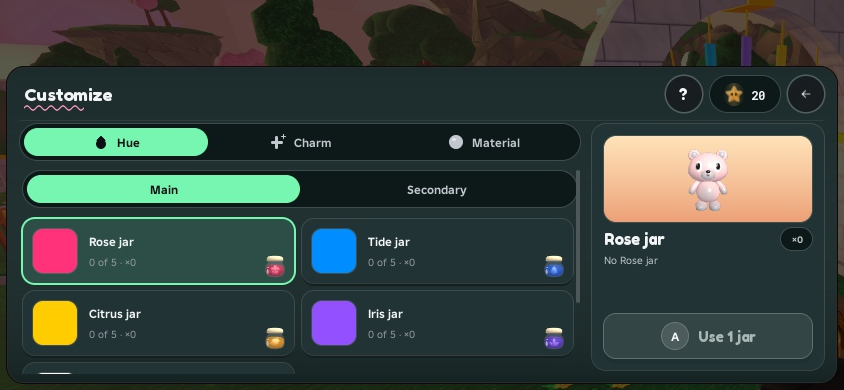 Customize
?
20
←
Hue
Charm
Material
Main
Secondary
Rose jar
0 of 5 · ×0
Tide jar
0 of 5 · ×0
Citrus jar
0 of 5 · ×0
Iris jar
0 of 5 · ×0
Rose jar
×0
No Rose jar
A
Use 1 jar